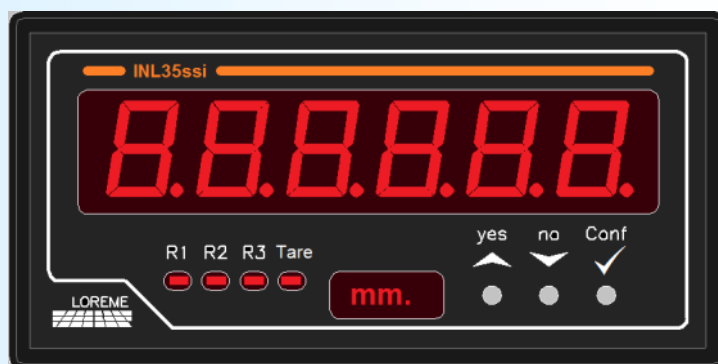 INL35ssi
8.8.8.8.8.8.
yes no Conf
R1 R2 R3 Tare
mm.
LOREME